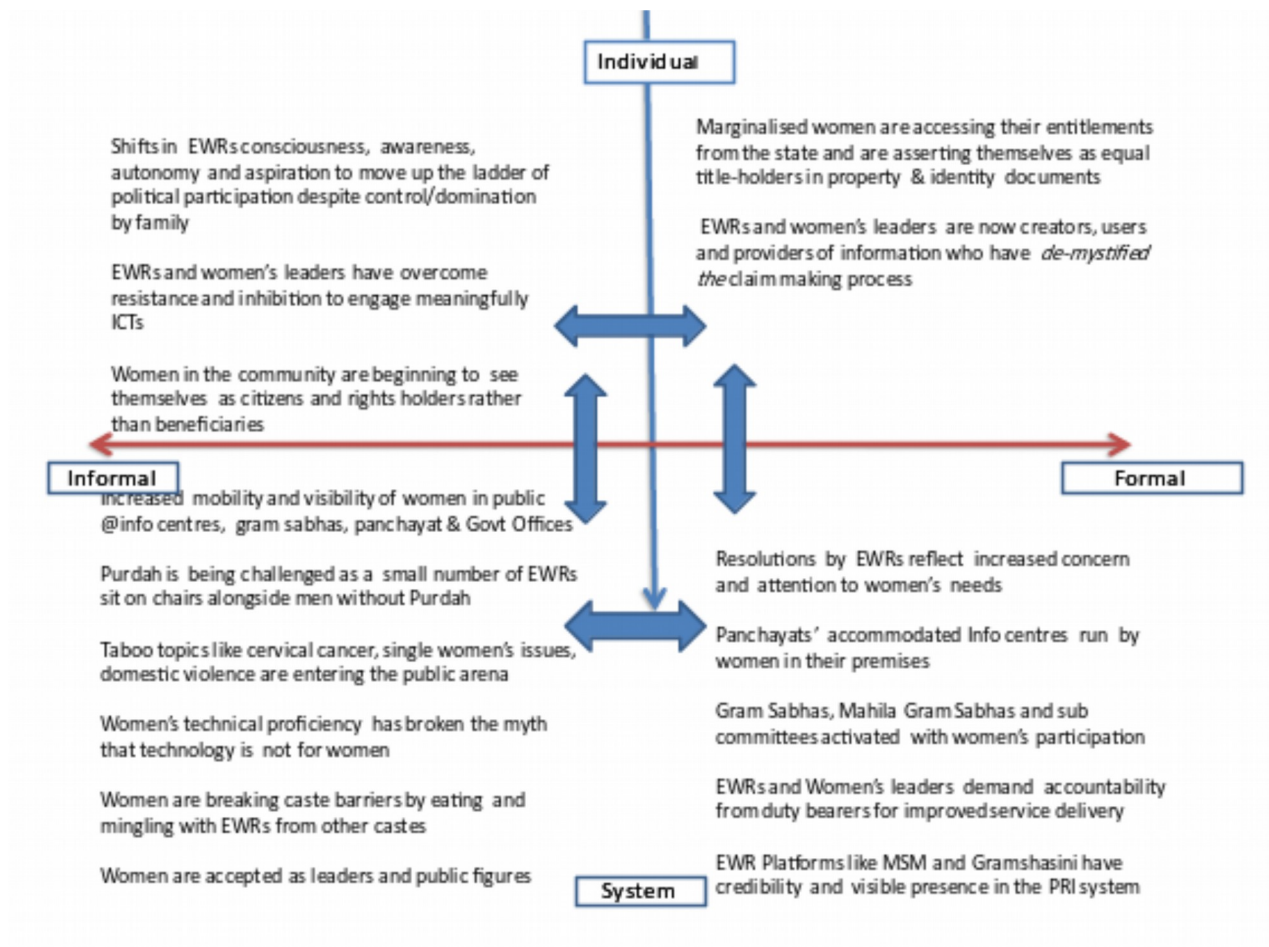 Individual
Shifts in EWRs consciousness, awareness,
autonomy and aspiration to move up the ladder of
political participation despite control/domination
by family
EWRs and women's leaders have overcome
resistance and inhibition to engage meaningfully
ICTs
Women in the community are beginning to see
themselves as citizens and rights holders rather
than beneficiaries
Marginalised women are accessing their entitlements
from the state and are asserting themselves as equal
title-holders in property & identity documents
EWRs and women's leaders are now creators, users
and providers of information who have de-mystified
the claim making process
Informal
Formal
Increased mobility and visibility of women in public
@info centres, gram sabhas, panchayat & Govt Offices
Purdah is being challenged as a small number of EWRs
sit on chairs alongside men without Purdah
Taboo topics like cervical cancer, single women's issues,
domestic violence are entering the public arena
Women's technical proficiency has broken the myth
that technology is not for women
Women are breaking caste barriers by eating and
mingling with EWRs from other castes
Women are accepted as leaders and public figures
Resolutions by EWRs reflect increased concern
and attention to women's needs
Panchayats' accommodated Info centres run by
women in their premises
Gram Sabhas, Mahila Gram Sabhas and sub
committees activated with women's participation
EWRs and Women's leaders demand accountability
from duty bearers for improved service delivery
EWR Platforms like MSM and Gramshasini have
credibility and visible presence in the PRI system
System